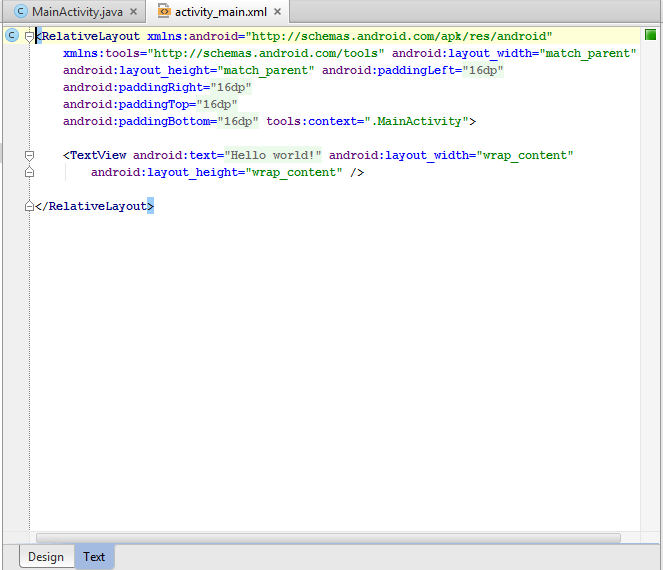 MainActivity.java
activity_main.xml
<RelativeLayout xmlns:android="http://schemas.android.com/apk/res/android"
xmlns:tools="http://schemas.android.com/tools" android:layout_width="match_parent"
android:layout_height="match_parent" android:paddingLeft="16dp"
android:paddingRight="16dp"
android:paddingTop="16dp"
android:paddingBottom="16dp" tools:context=".MainActivity">
<TextView android:text="Hello world!" android:layout_width="wrap_content"
android:layout_height="wrap_content" />
</RelativeLayout>
Design
Text